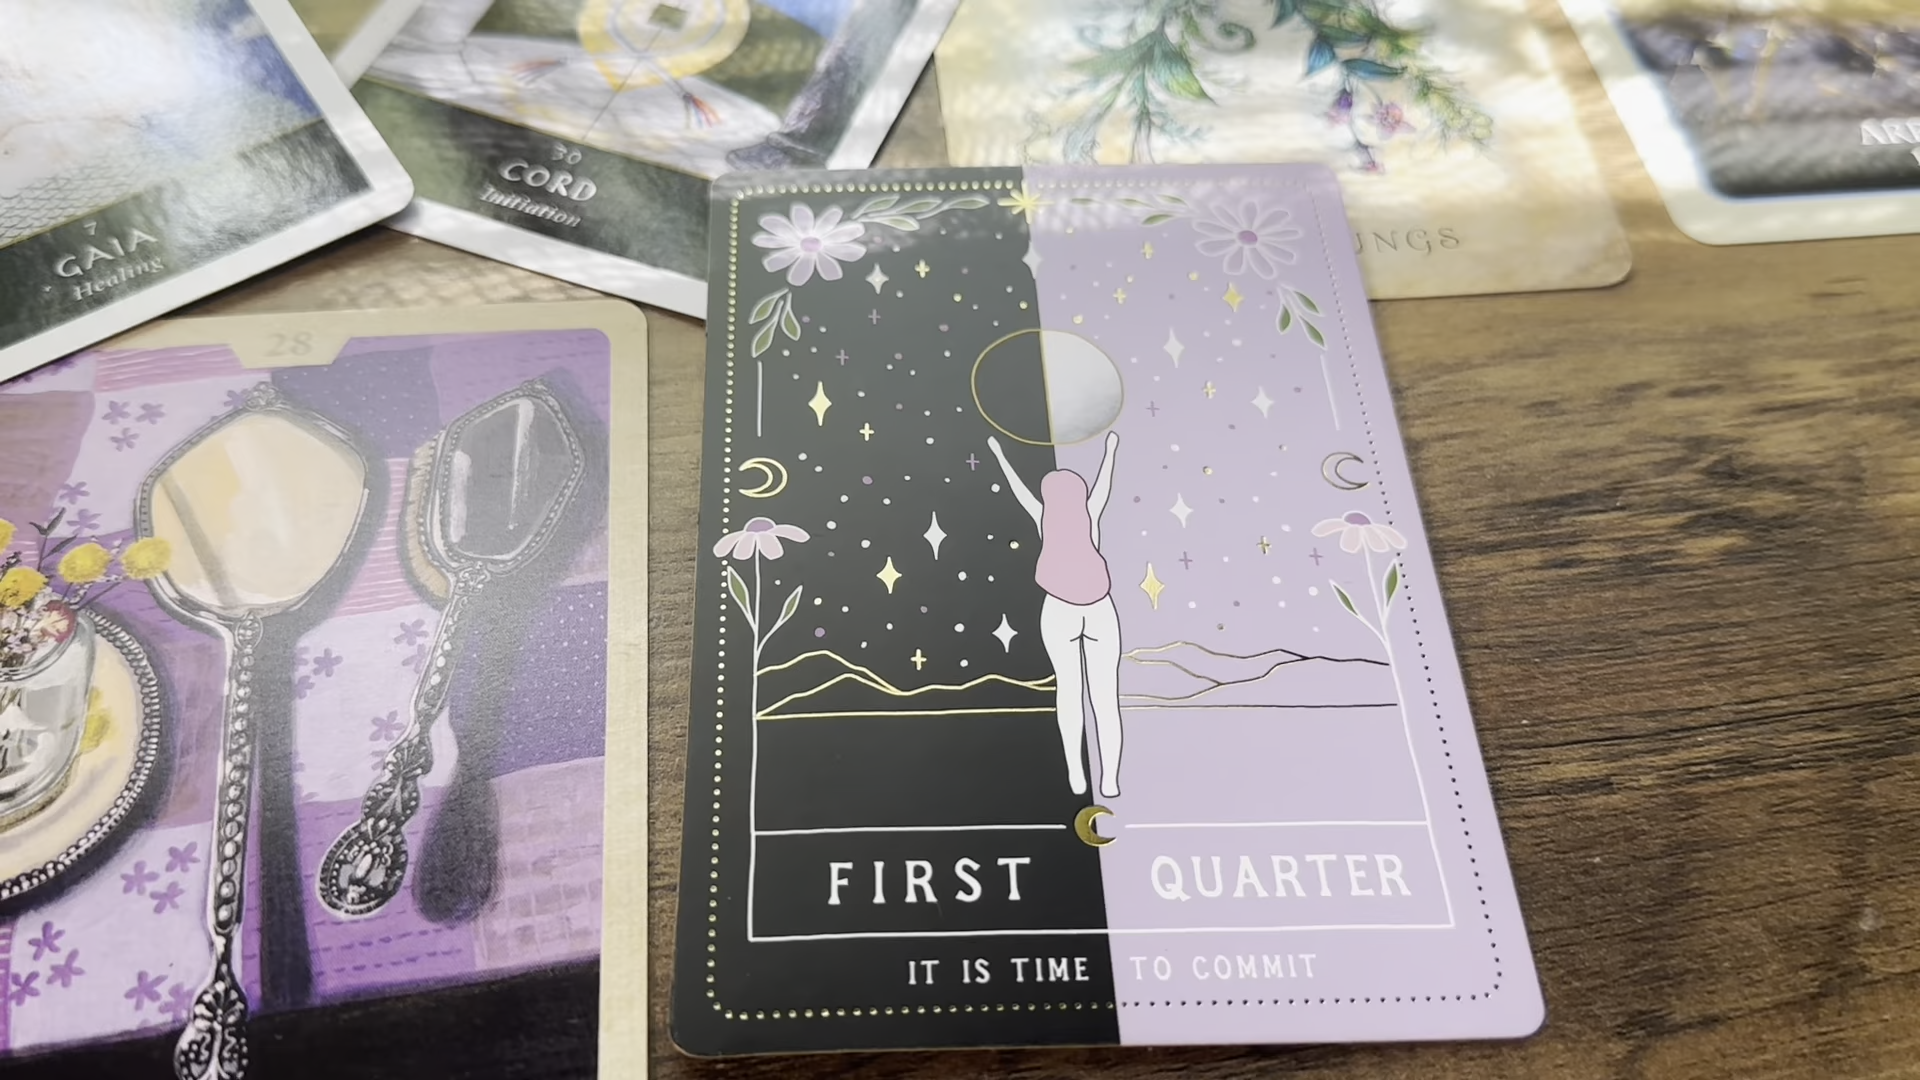 7
GAIA
Healing
30
CORD
Initiation
28
FIRST QUARTER
IT IS TIME TO COMMIT